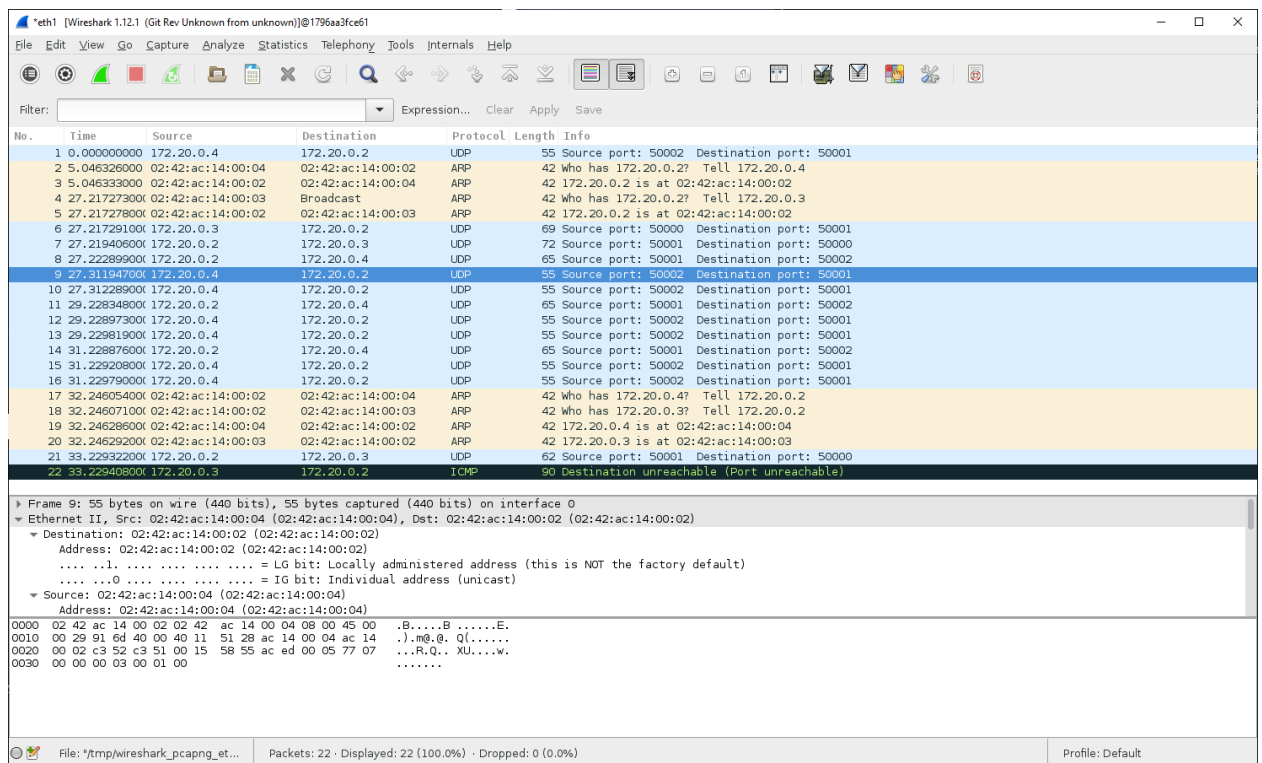 *eth1 [Wireshark 1.12.1 (Git Rev Unknown from unknown)]@1796aa3fce61
File Edit View Go Capture Analyze Statistics Telephony Tools Internals Help
Filter: Expression... Clear Apply Save
No. Time Source Destination Protocol Length Info
1 0.000000000 172.20.0.4 172.20.0.2 UDP 55 Source port: 50002 Destination port: 50001
2 5.046326000 02:42:ac:14:00:04 02:42:ac:14:00:02 ARP 42 Who has 172.20.0.2? Tell 172.20.0.4
3 5.046333000 02:42:ac:14:00:02 02:42:ac:14:00:04 ARP 42 172.20.0.2 is at 02:42:ac:14:00:02
4 27.21727300( 02:42:ac:14:00:03 Broadcast ARP 42 Who has 172.20.0.2? Tell 172.20.0.3
5 27.21727800( 02:42:ac:14:00:02 02:42:ac:14:00:03 ARP 42 172.20.0.2 is at 02:42:ac:14:00:02
6 27.21729100( 172.20.0.3 172.20.0.2 UDP 69 Source port: 50000 Destination port: 50001
7 27.21940600( 172.20.0.2 172.20.0.3 UDP 72 Source port: 50001 Destination port: 50000
8 27.22289900( 172.20.0.2 172.20.0.4 UDP 65 Source port: 50001 Destination port: 50002
9 27.31194700( 172.20.0.4 172.20.0.2 UDP 55 Source port: 50002 Destination port: 50001
10 27.31228900( 172.20.0.4 172.20.0.2 UDP 55 Source port: 50002 Destination port: 50001
11 29.22834800( 172.20.0.2 172.20.0.4 UDP 65 Source port: 50001 Destination port: 50002
12 29.22897300( 172.20.0.4 172.20.0.2 UDP 55 Source port: 50002 Destination port: 50001
13 29.22981900( 172.20.0.4 172.20.0.2 UDP 55 Source port: 50002 Destination port: 50001
14 31.22887600( 172.20.0.2 172.20.0.4 UDP 65 Source port: 50001 Destination port: 50002
15 31.22920800( 172.20.0.4 172.20.0.2 UDP 55 Source port: 50002 Destination port: 50001
16 31.22979000( 172.20.0.4 172.20.0.2 UDP 55 Source port: 50002 Destination port: 50001
17 32.24605400( 02:42:ac:14:00:02 02:42:ac:14:00:04 ARP 42 Who has 172.20.0.4? Tell 172.20.0.2
18 32.24607100( 02:42:ac:14:00:02 02:42:ac:14:00:03 ARP 42 Who has 172.20.0.3? Tell 172.20.0.2
19 32.24628600( 02:42:ac:14:00:04 02:42:ac:14:00:02 ARP 42 172.20.0.4 is at 02:42:ac:14:00:04
20 32.24629200( 02:42:ac:14:00:03 02:42:ac:14:00:02 ARP 42 172.20.0.3 is at 02:42:ac:14:00:03
21 33.22932200( 172.20.0.2 172.20.0.3 UDP 62 Source port: 50001 Destination port: 50000
22 33.22940800( 172.20.0.3 172.20.0.2 ICMP 90 Destination unreachable (Port unreachable)
Frame 9: 55 bytes on wire (440 bits), 55 bytes captured (440 bits) on interface 0
Ethernet II, Src: 02:42:ac:14:00:04 (02:42:ac:14:00:04), Dst: 02:42:ac:14:00:02 (02:42:ac:14:00:02)
Destination: 02:42:ac:14:00:02 (02:42:ac:14:00:02)
Address: 02:42:ac:14:00:02 (02:42:ac:14:00:02)
.... ..1. .... .... .... .... = LG bit: Locally administered address (this is NOT the factory default)
.... ...0 .... .... .... .... = IG bit: Individual address (unicast)
Source: 02:42:ac:14:00:04 (02:42:ac:14:00:04)
Address: 02:42:ac:14:00:04 (02:42:ac:14:00:04)
0000 02 42 ac 14 00 02 02 42 ac 14 00 04 08 00 45 00 .B.....B ......E.
0010 00 29 91 6d 40 00 40 11 51 28 ac 14 00 04 ac 14 .).m@.@. Q(......
0020 00 02 c3 52 c3 51 00 15 58 55 ac ed 00 05 77 07 ...R.Q.. XU....w.
0030 00 00 00 03 00 01 00 .......
File: "/tmp/wireshark_pcapng_et... Packets: 22 · Displayed: 22 (100.0%) · Dropped: 0 (0.0%) Profile: Default